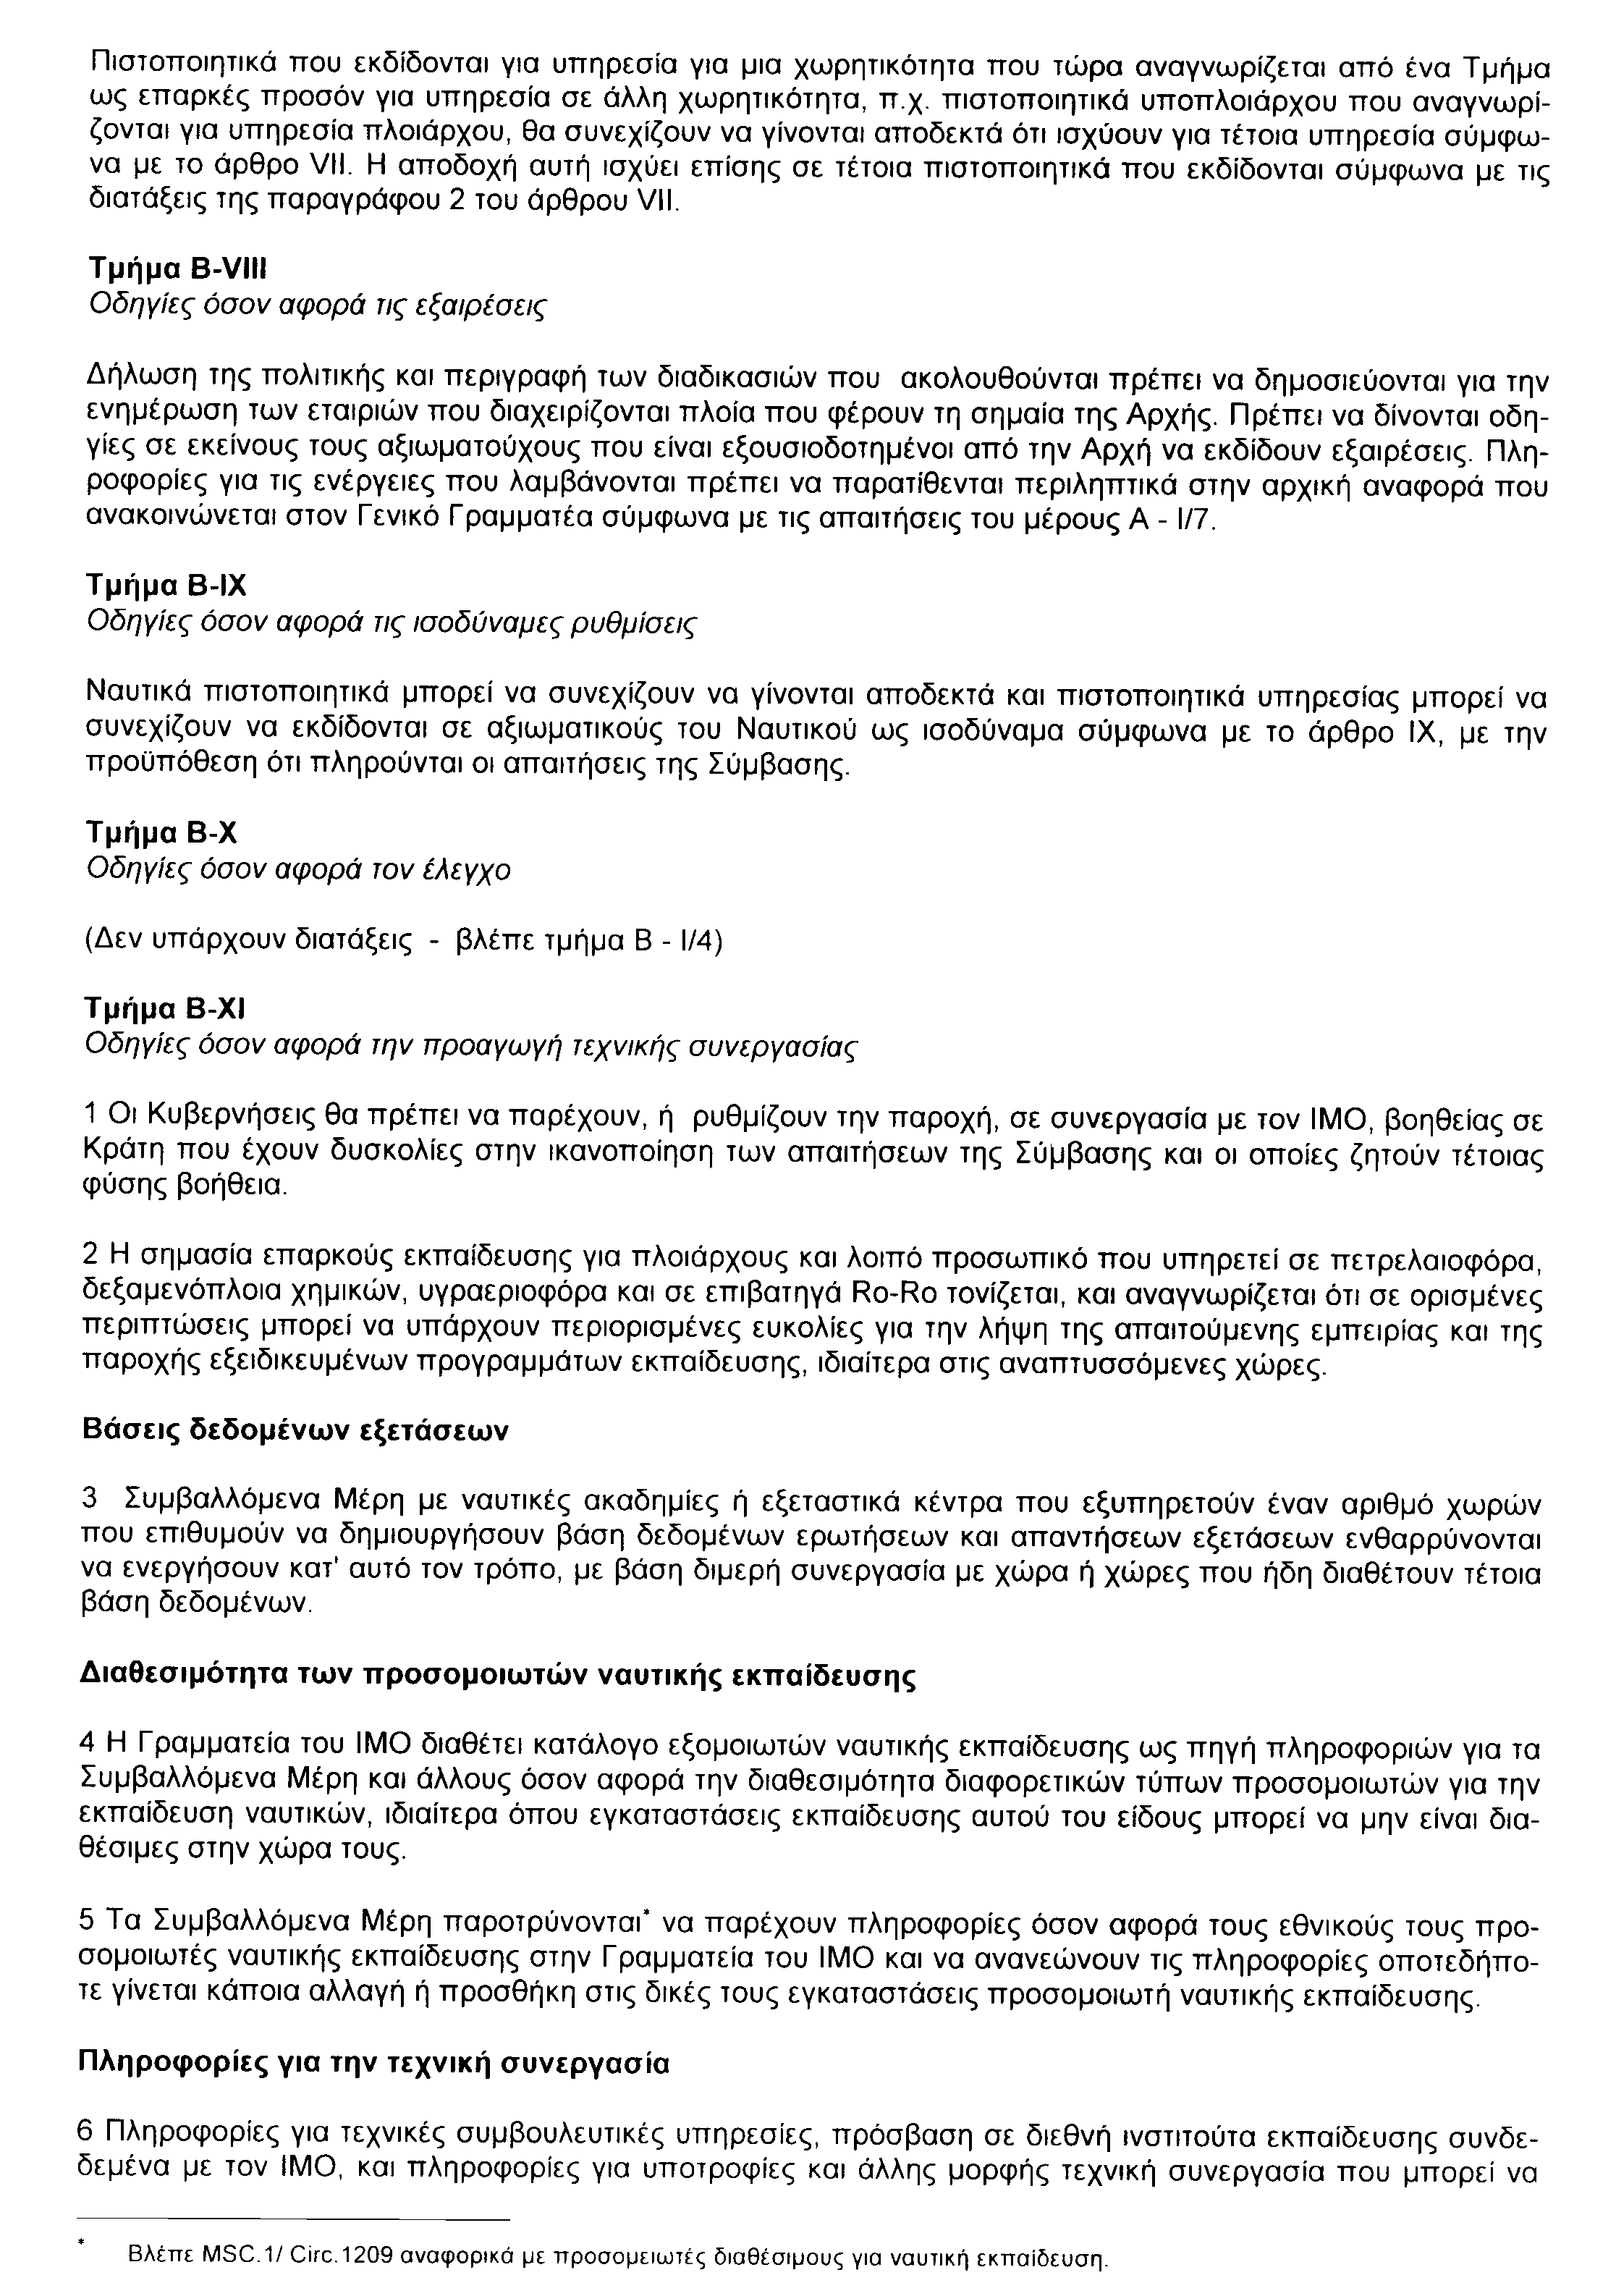 Πιστοποιητικά που εκδίδονται για υπηρεσία για μια χωρητικότητα που τώρα αναγνωρίζεται από ένα Τμήμα
ως επαρκές προσόν για υπηρεσία σε άλλη χωρητικότητα, π.χ. πιστοποιητικά υποπλοιάρχου που αναγνωρί-
ζονται για υπηρεσία πλοιάρχου, θα συνεχίζουν να γίνονται αποδεκτά ότι ισχύουν για τέτοια υπηρεσία σύμφω-
να με το άρθρο VII. Η αποδοχή αυτή ισχύει επίσης σε τέτοια πιστοποιητικά που εκδίδονται σύμφωνα με τις
διατάξεις της παραγράφου 2 του άρθρου VII.
Τμήμα B-VIII
Οδηγίες όσον αφορά τις εξαιρέσεις
Δήλωση της πολιτικής και περιγραφή των διαδικασιών που ακολουθούνται πρέπει να δημοσιεύονται για την
ενημέρωση των εταιριών που διαχειρίζονται πλοία που φέρουν τη σημαία της Αρχής. Πρέπει να δίνονται οδη-
γίες σε εκείνους τους αξιωματούχους που είναι εξουσιοδοτημένοι από την Αρχή να εκδίδουν εξαιρέσεις. Πλη-
ροφορίες για τις ενέργειες που λαμβάνονται πρέπει να παρατίθενται περιληπτικά στην αρχική αναφορά που
ανακοινώνεται στον Γενικό Γραμματέα σύμφωνα με τις απαιτήσεις του μέρους Α - I/7.
Τμήμα B-IX
Οδηγίες όσον αφορά τις ισοδύναμες ρυθμίσεις
Ναυτικά πιστοποιητικά μπορεί να συνεχίζουν να γίνονται αποδεκτά και πιστοποιητικά υπηρεσίας μπορεί να
συνεχίζουν να εκδίδονται σε αξιωματικούς του Ναυτικού ως ισοδύναμα σύμφωνα με το άρθρο IX, με την
προϋπόθεση ότι πληρούνται οι απαιτήσεις της Σύμβασης.
Τμήμα B-X
Οδηγίες όσον αφορά τον έλεγχο
(Δεν υπάρχουν διατάξεις - βλέπε τμήμα B - I/4)
Τμήμα B-XI
Οδηγίες όσον αφορά την προαγωγή τεχνικής συνεργασίας
1 Οι Κυβερνήσεις θα πρέπει να παρέχουν, ή ρυθμίζουν την παροχή, σε συνεργασία με τον IMO, βοηθείας σε
Κράτη που έχουν δυσκολίες στην ικανοποίηση των απαιτήσεων της Σύμβασης και οι οποίες ζητούν τέτοιας
φύσης βοήθεια.
2 Η σημασία επαρκούς εκπαίδευσης για πλοιάρχους και λοιπό προσωπικό που υπηρετεί σε πετρελαιοφόρα,
δεξαμενόπλοια χημικών, υγραεριοφόρα και σε επιβατηγά Ro-Ro τονίζεται, και αναγνωρίζεται ότι σε ορισμένες
περιπτώσεις μπορεί να υπάρχουν περιορισμένες ευκολίες για την λήψη της απαιτούμενης εμπειρίας και της
παροχής εξειδικευμένων προγραμμάτων εκπαίδευσης, ιδιαίτερα στις αναπτυσσόμενες χώρες.
Βάσεις δεδομένων εξετάσεων
3 Συμβαλλόμενα Μέρη με ναυτικές ακαδημίες ή εξεταστικά κέντρα που εξυπηρετούν έναν αριθμό χωρών
που επιθυμούν να δημιουργήσουν βάση δεδομένων ερωτήσεων και απαντήσεων εξετάσεων ενθαρρύνονται
να ενεργήσουν κατ' αυτό τον τρόπο, με βάση διμερή συνεργασία με χώρα ή χώρες που ήδη διαθέτουν τέτοια
βάση δεδομένων.
Διαθεσιμότητα των προσομοιωτών ναυτικής εκπαίδευσης
4 Η Γραμματεία του IMO διαθέτει κατάλογο εξομοιωτών ναυτικής εκπαίδευσης ως πηγή πληροφοριών για τα
Συμβαλλόμενα Μέρη και άλλους όσον αφορά την διαθεσιμότητα διαφορετικών τύπων προσομοιωτών για την
εκπαίδευση ναυτικών, ιδιαίτερα όπου εγκαταστάσεις εκπαίδευσης αυτού του είδους μπορεί να μην είναι δια-
θέσιμες στην χώρα τους.
5 Τα Συμβαλλόμενα Μέρη παροτρύνονται* να παρέχουν πληροφορίες όσον αφορά τους εθνικούς τους προ-
σομοιωτές ναυτικής εκπαίδευσης στην Γραμματεία του IMO και να ανανεώνουν τις πληροφορίες οποτεδήπο-
τε γίνεται κάποια αλλαγή ή προσθήκη στις δικές τους εγκαταστάσεις προσομοιωτή ναυτικής εκπαίδευσης.
Πληροφορίες για την τεχνική συνεργασία
6 Πληροφορίες για τεχνικές συμβουλευτικές υπηρεσίες, πρόσβαση σε διεθνή ινστιτούτα εκπαίδευσης συνδε-
δεμένα με τον IMO, και πληροφορίες για υποτροφίες και άλλης μορφής τεχνική συνεργασία που μπορεί να
* Βλέπε MSC.1/ Circ.1209 αναφορικά με προσομειωτές διαθέσιμους για ναυτική εκπαίδευση.